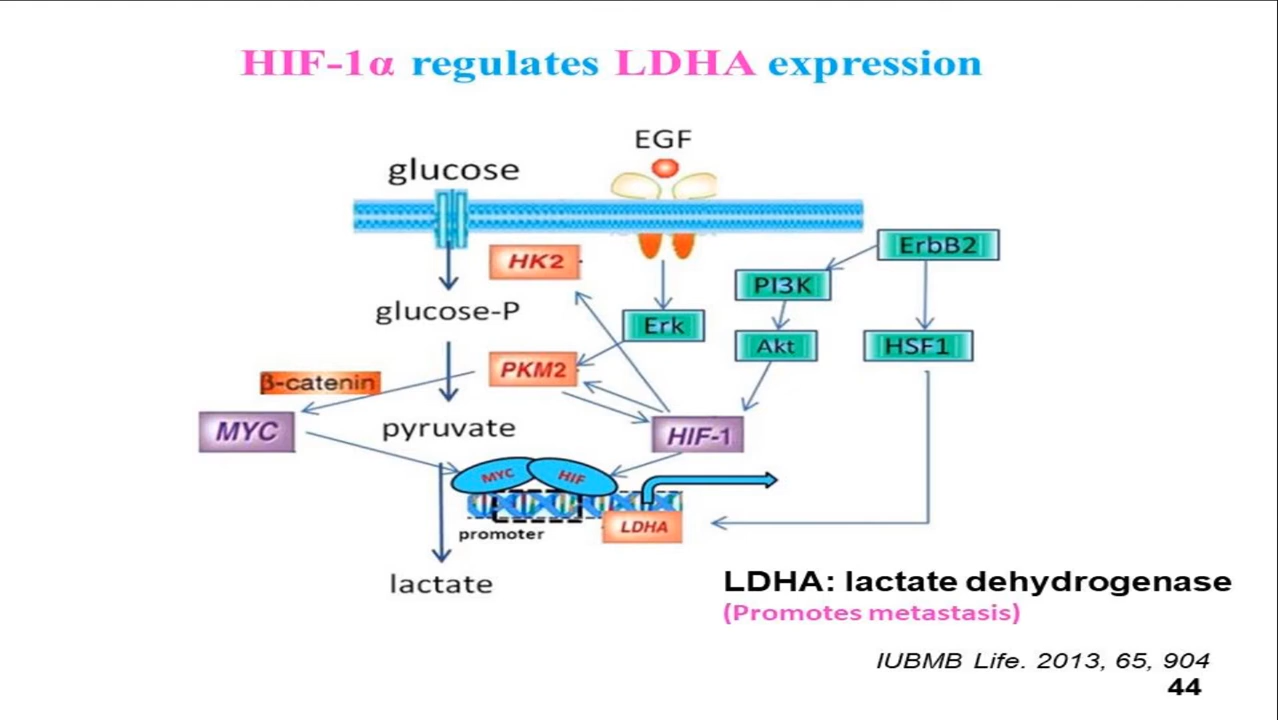 HIF-1α regulates LDHA expression
EGF
glucose
ErbB2
HK2
PI3K
glucose-P
Erk
Akt
HSF1
PKM2
β-catenin
MYC
pyruvate
HIF-1
MYC
HIF
LDHA
promoter
lactate
LDHA: lactate dehydrogenase
(Promotes metastasis)
IUBMB Life. 2013, 65, 904
44